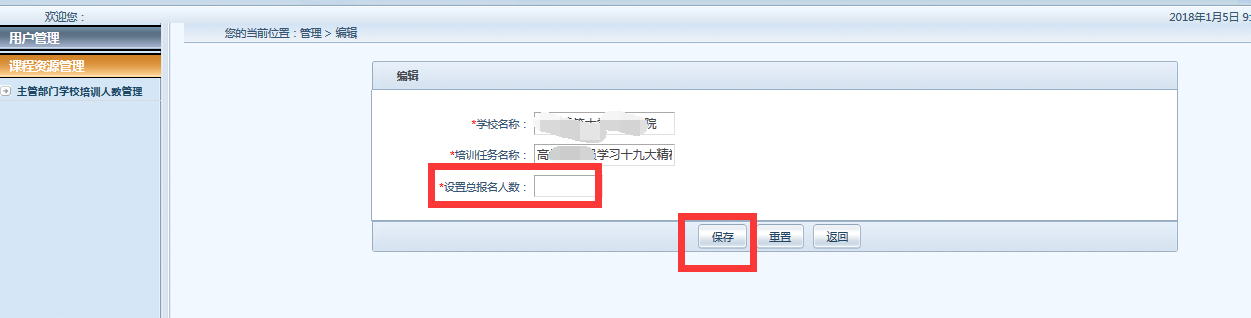 欢迎您：
2018年1月5日 9:
用户管理
您的当前位置：管理 > 编辑
课程资源管理
主管部门学校培训人数管理
编辑
*学校名称： 院
*培训任务名称： 高 学习十九大精
*设置总报名人数：
保存 重置 返回